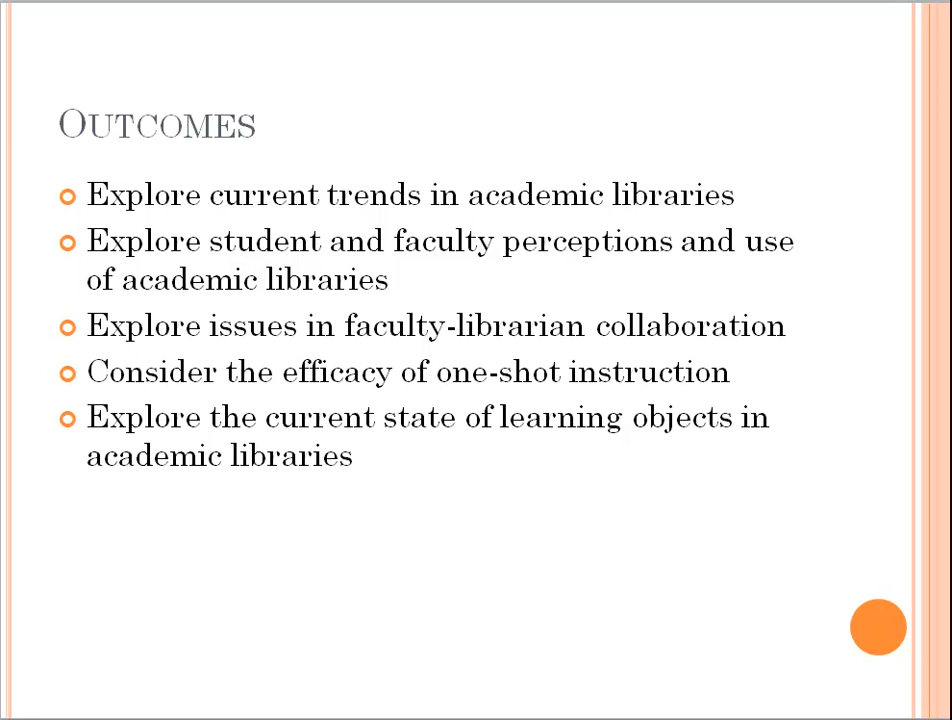 OUTCOMES
Explore current trends in academic libraries
Explore student and faculty perceptions and use
of academic libraries
Explore issues in faculty-librarian collaboration
Consider the efficacy of one-shot instruction
Explore the current state of learning objects in
academic libraries